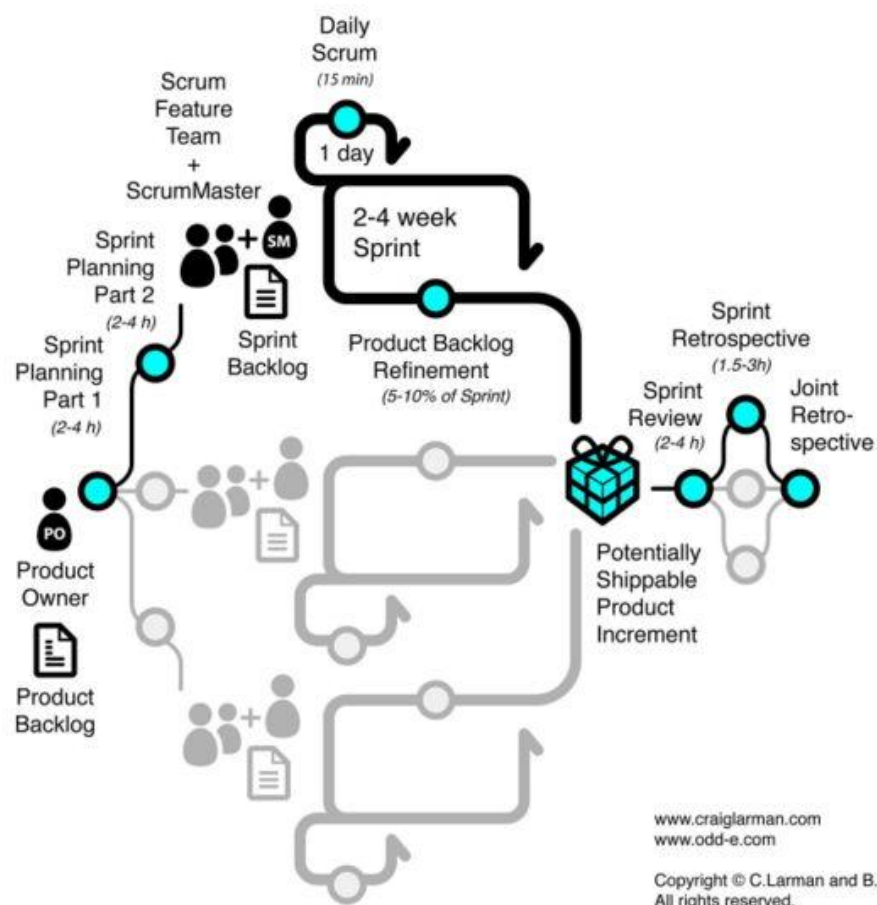 Daily
Scrum
(15 min)
1 day
Scrum
Feature
Team
+
ScrumMaster
SM
Sprint
Planning
Part 2
(2-4 h)
Sprint
Planning
Part 1
(2-4 h)
Sprint
Backlog
2-4 week
Sprint
Product Backlog
Refinement
(5-10% of Sprint)
Sprint
Retrospective
(1.5-3h)
Sprint
Review
(2-4 h)
Joint
Retro-
spective
PO
Product
Owner
Product
Backlog
Potentially
Shippable
Product
Increment
www.craiglarman.com
www.odd-e.com
Copyright © C.Larman and B.
All rights reserved.